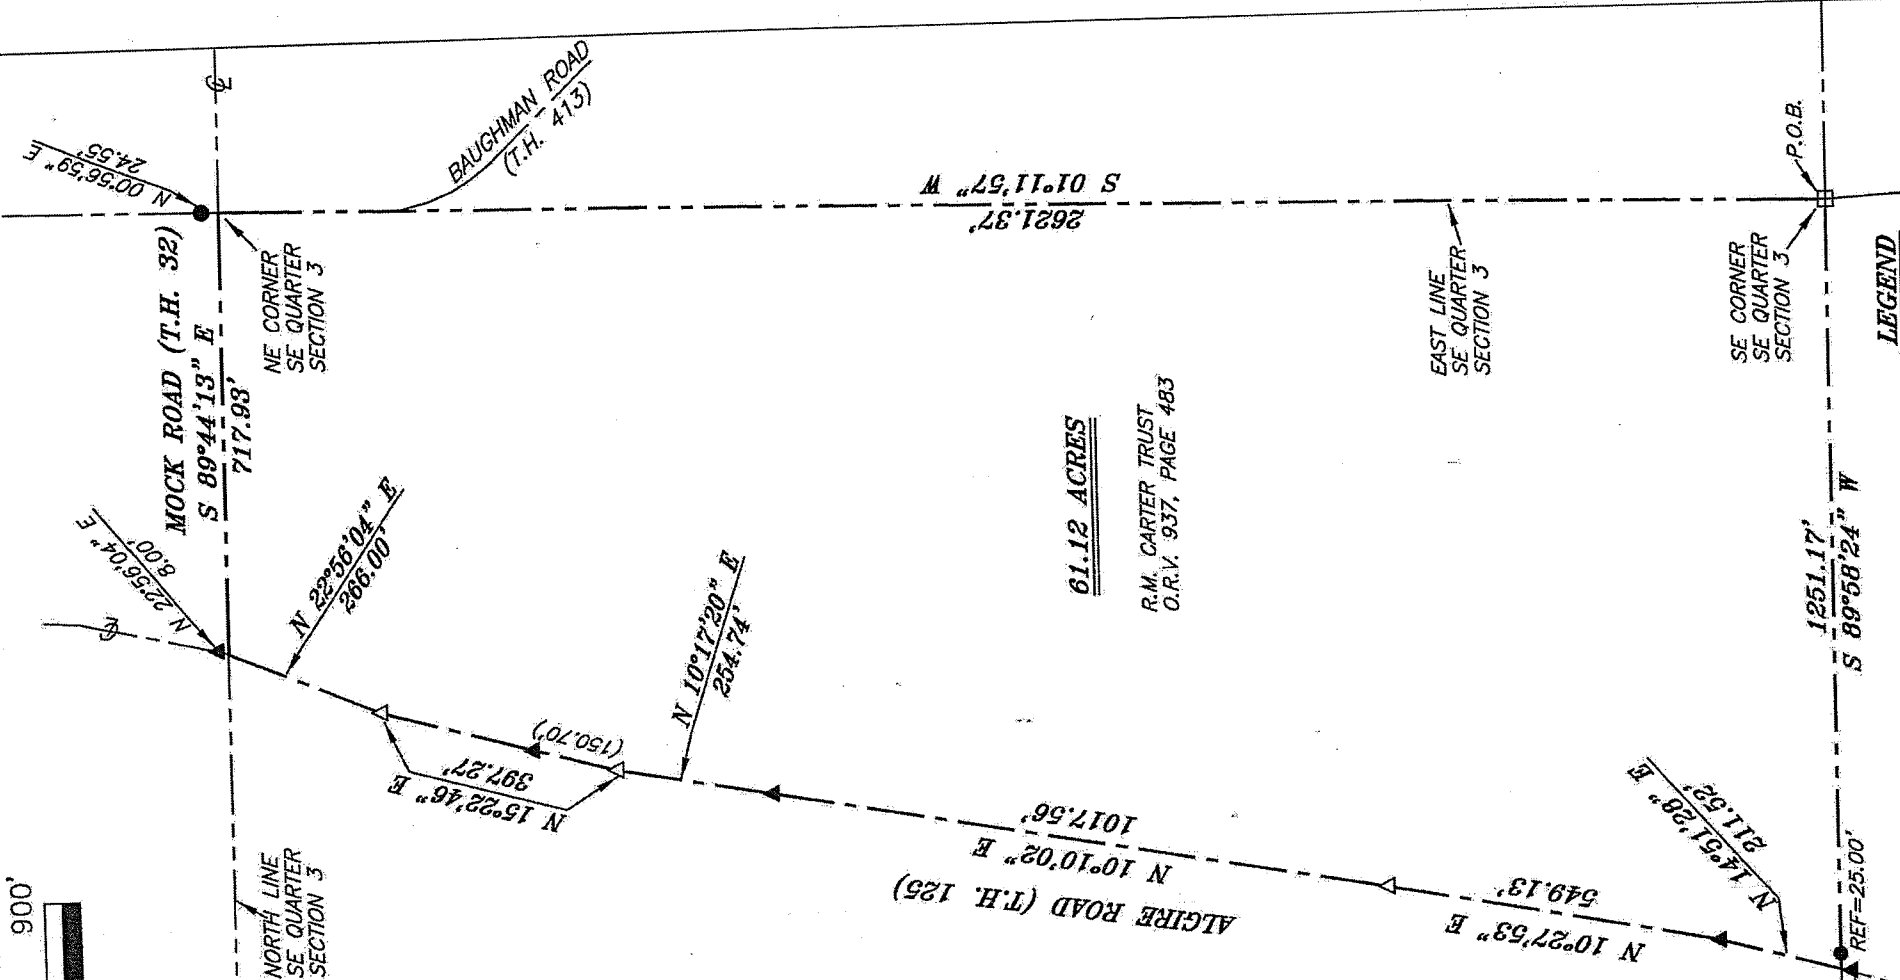 BAUGHMAN ROAD
(T.H. 413)
N 00°56'59" E
24.55'
MOCK ROAD (T.H. 32)
S 89°44'13" E
717.93'
NE CORNER
SE QUARTER
SECTION 3
S 01°11'57" W
2621.37'
EAST LINE
SE QUARTER
SECTION 3
P.O.B.
SE CORNER
SE QUARTER
SECTION 3
LEGEND
N 22°56'04" E
8.00'
N 22°56'04" E
266.00'
N 10°17'20" E
254.74'
61.12 ACRES
R.M. CARTER TRUST
O.R.V. 937, PAGE 483
1251.17'
S 89°58'24" W
(150.70')
397.27'
N 15°22'46" E
1017.56'
N 10°10'02" E
ALGIRE ROAD (T.H. 125)
549.13'
N 10°27'53" E
N 14°51'28" E
211.52'
REF=25.00'
900'
NORTH LINE
SE QUARTER
SECTION 3